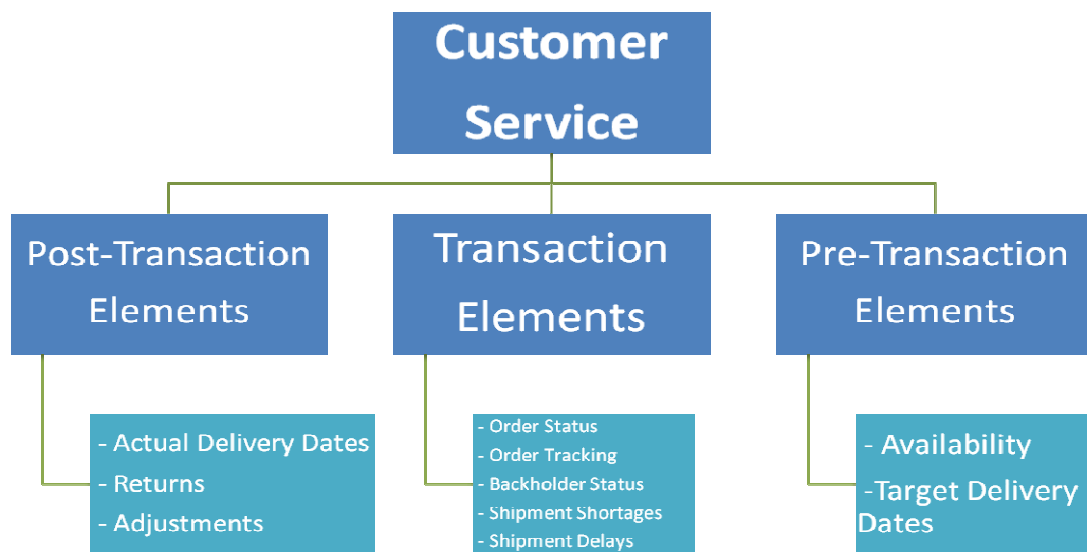 Customer
Service
Post-Transaction
Elements
Transaction
Elements
Pre-Transaction
Elements
- Actual Delivery Dates
- Returns
- Adjustments
- Order Status
- Order Tracking
- Backholder Status
- Shipment Shortages
- Shipment Delays
- Availability
-Target Delivery
Dates